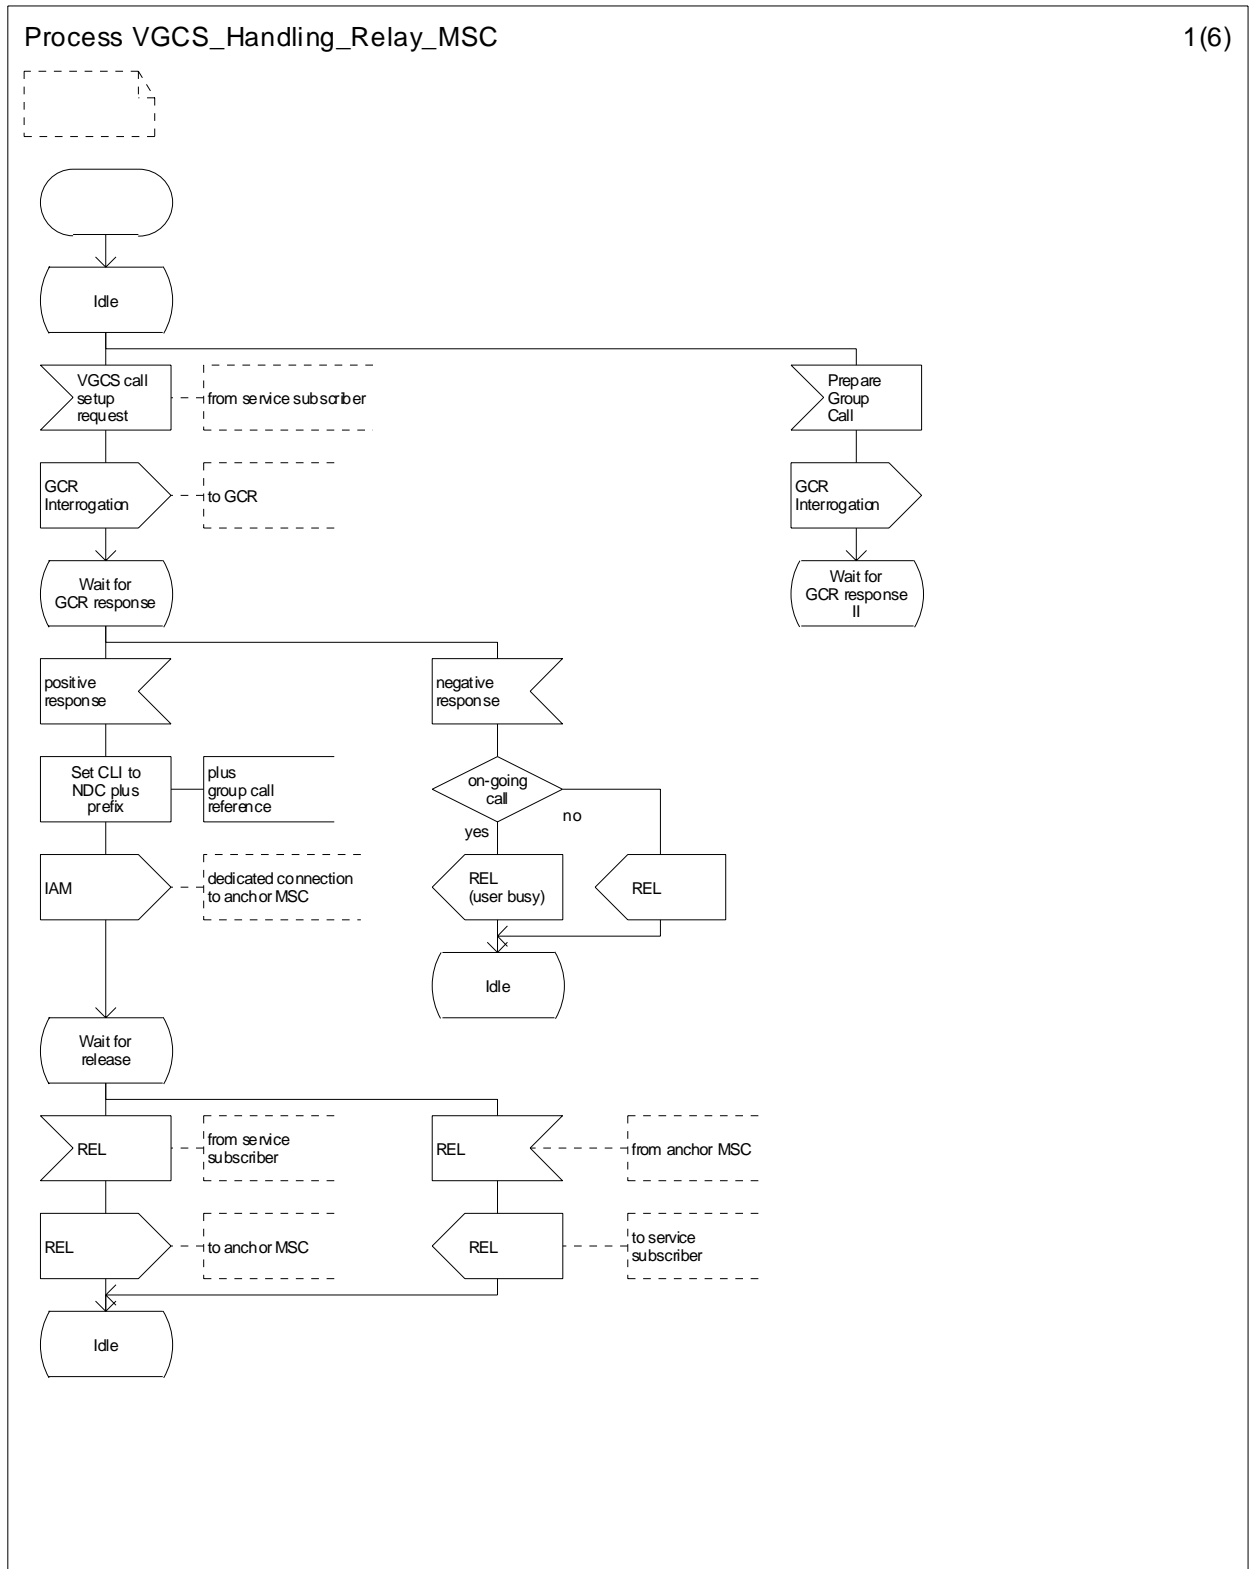 Process VGCS_Handling_Relay_MSC
1(6)
Idle
VGCS call
setup
request
from service subscriber
Prepare
Group
Call
GCR
Interrogation
to GCR
GCR
Interrogation
Wait for
GCR response
Wait for
GCR response
II
positive
response
negative
response
Set CLI to
NDC plus
prefix
plus
group call
reference
on-going
call
no
yes
IAM
dedicated connection
to anchor MSC
REL
(user busy)
REL
Idle
Wait for
release
REL
from service
subscriber
REL
from anchor MSC
REL
to anchor MSC
REL
to service
subscriber
Idle